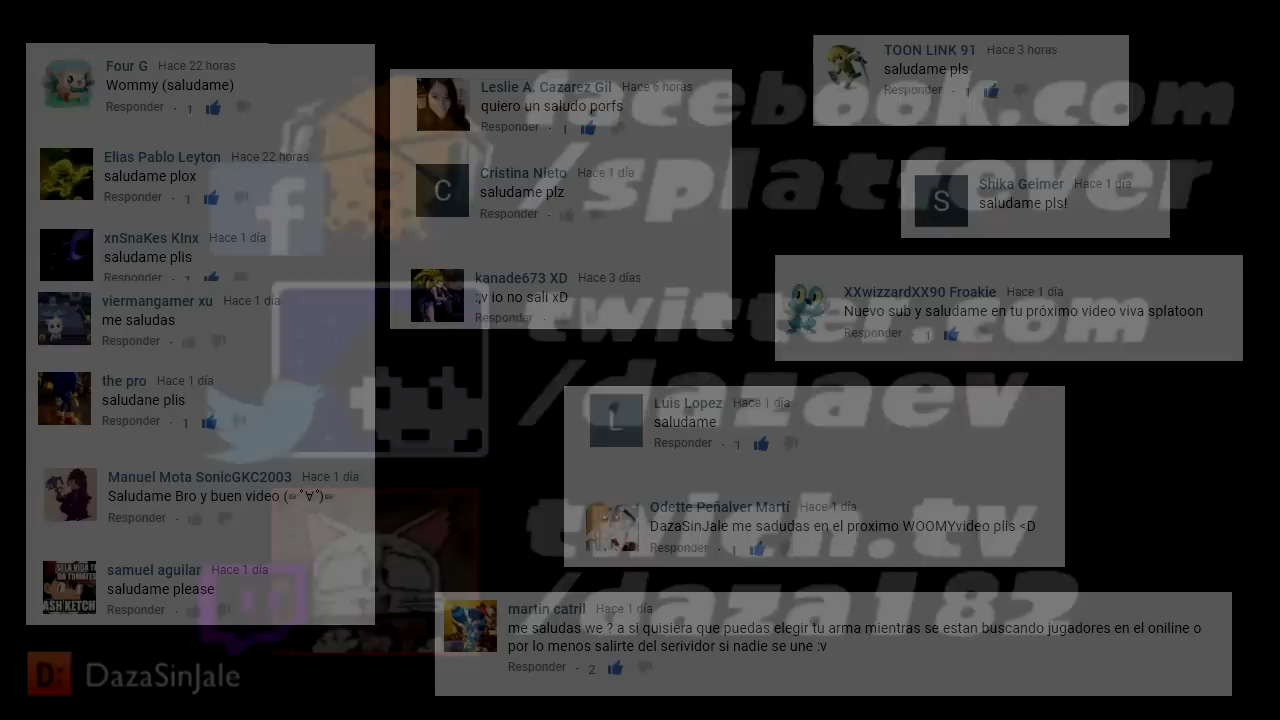 Four G Hace 22 horas
Wommy (saludame)
Responder · 1
Elias Pablo Leyton Hace 22 horas
saludame plox
Responder · 1
xnSnaKes KInx Hace 1 día
saludame plis
Responder · 1
viermangamer xu Hace 1 día
me saludas
Responder ·
the pro Hace 1 día
saludane plis
Responder · 1
Manuel Mota SonicGKC2003 Hace 1 día
Saludame Bro y buen video (=ﾟ∀ﾟ)=
Responder ·
samuel aguilar Hace 1 día
saludame please
Responder ·
ASH KETCH
D: DazaSinJale
Leslie A. Cazarez Gil Hace 6 horas
quiero un saludo porfs
Responder · 1
C
Cristina Nieto Hace 1 día
saludame plz
Responder ·
kanade673 XD Hace 3 días
:,v io no sali xD
Responder ·
TOON LINK 91 Hace 3 horas
saludame pls
Responder · 1
S
Shika Geimer Hace 1 día
saludame pls!
XXwizzardXX90 Froakie Hace 1 día
Nuevo sub y saludame en tu próximo video viva splatoon
Responder · 1
L
Luis Lopez Hace 1 día
saludame
Responder · 1
Odette Peñalver Martí Hace 1 día
DazaSinJale me sadudas en el proximo WOOMYvideo plis <D
Responder · 1
martin catril Hace 1 día
me saludas we ? a si quisiera que puedas elegir tu arma mientras se estan buscando jugadores en el oniline o
por lo menos salirte del serividor si nadie se une :v
Responder · 2
facebook.com
/splatfever
twitter.com
/dazaev
twich.tv
/daza182